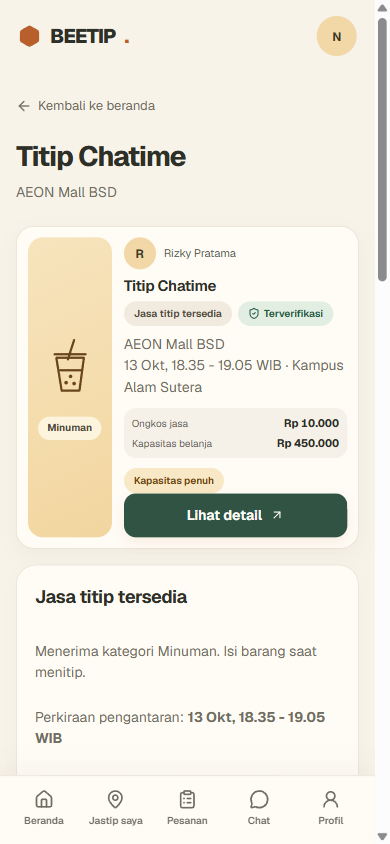 BEETIP .
N
Kembali ke beranda
Titip Chatime
AEON Mall BSD
R
Rizky Pratama
Titip Chatime
Jasa titip tersedia
Terverifikasi
AEON Mall BSD
13 Okt, 18.35 - 19.05 WIB · Kampus
Alam Sutera
Minuman
Ongkos jasa Rp 10.000
Kapasitas belanja Rp 450.000
Kapasitas penuh
Lihat detail
Jasa titip tersedia
Menerima kategori Minuman. Isi barang saat
menitip.
Perkiraan pengantaran: 13 Okt, 18.35 - 19.05
WIB
Beranda
Jastip saya
Pesanan
Chat
Profil